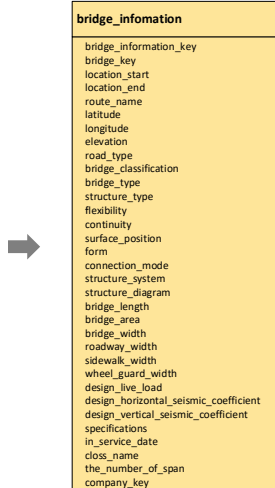 bridge_infomation
bridge_information_key
bridge_key
location_start
location_end
route_name
latitude
longitude
elevation
road_type
bridge_classification
bridge_type
structure_type
flexibility
continuity
surface_position
form
connection_mode
structure_system
structure_diagram
bridge_length
bridge_area
bridge_width
roadway_width
sidewalk_width
wheel_guard_width
design_live_load
design_horizontal_seismic_coefficient
design_vertical_seismic_coefficient
specifications
in_service_date
closs_name
the_number_of_span
company_key